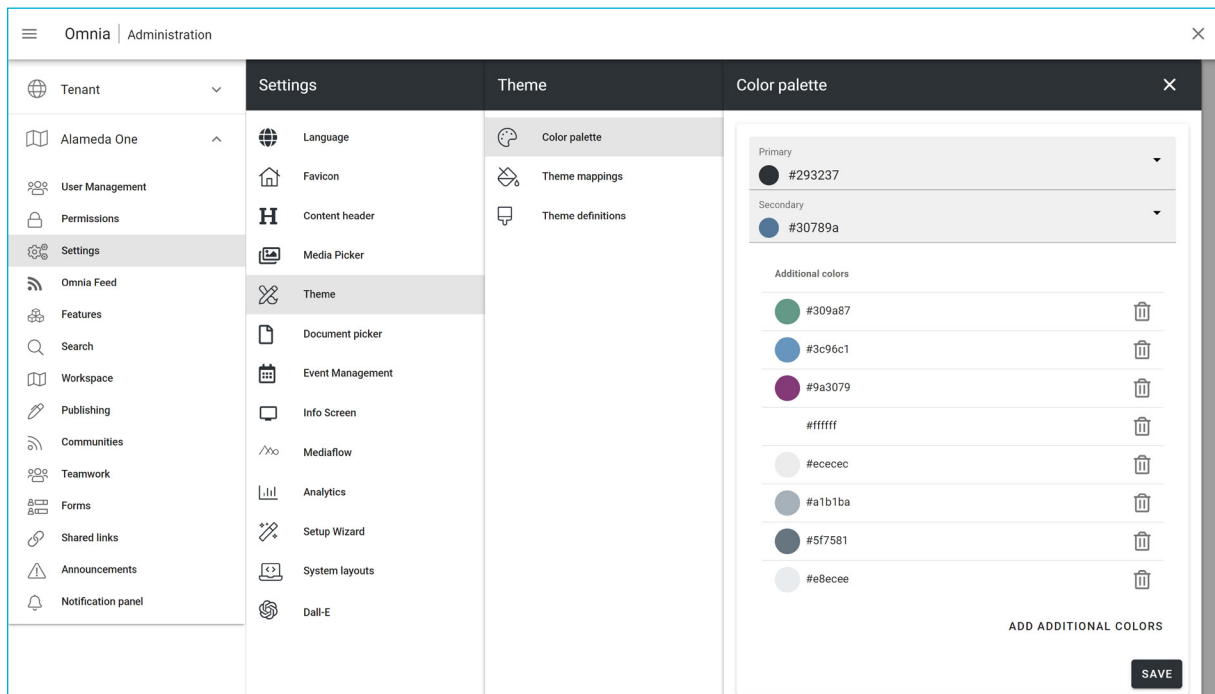 Omnia | Administration
Tenant
Alameda One
User Management
Permissions
Settings
Omnia Feed
Features
Search
Workspace
Publishing
Communities
Teamwork
Forms
Shared links
Announcements
Notification panel
Settings
Language
Favicon
Content header
Media Picker
Theme
Document picker
Event Management
Info Screen
Mediaflow
Analytics
Setup Wizard
System layouts
Dall-E
Theme
Color palette
Theme mappings
Theme definitions
Color palette
Primary
#293237
Secondary
#30789a
Additional colors
#309a87
#3c96c1
#9a3079
#ffffff
#ececec
#a1b1ba
#5f7581
#e8ecee
ADD ADDITIONAL COLORS
SAVE